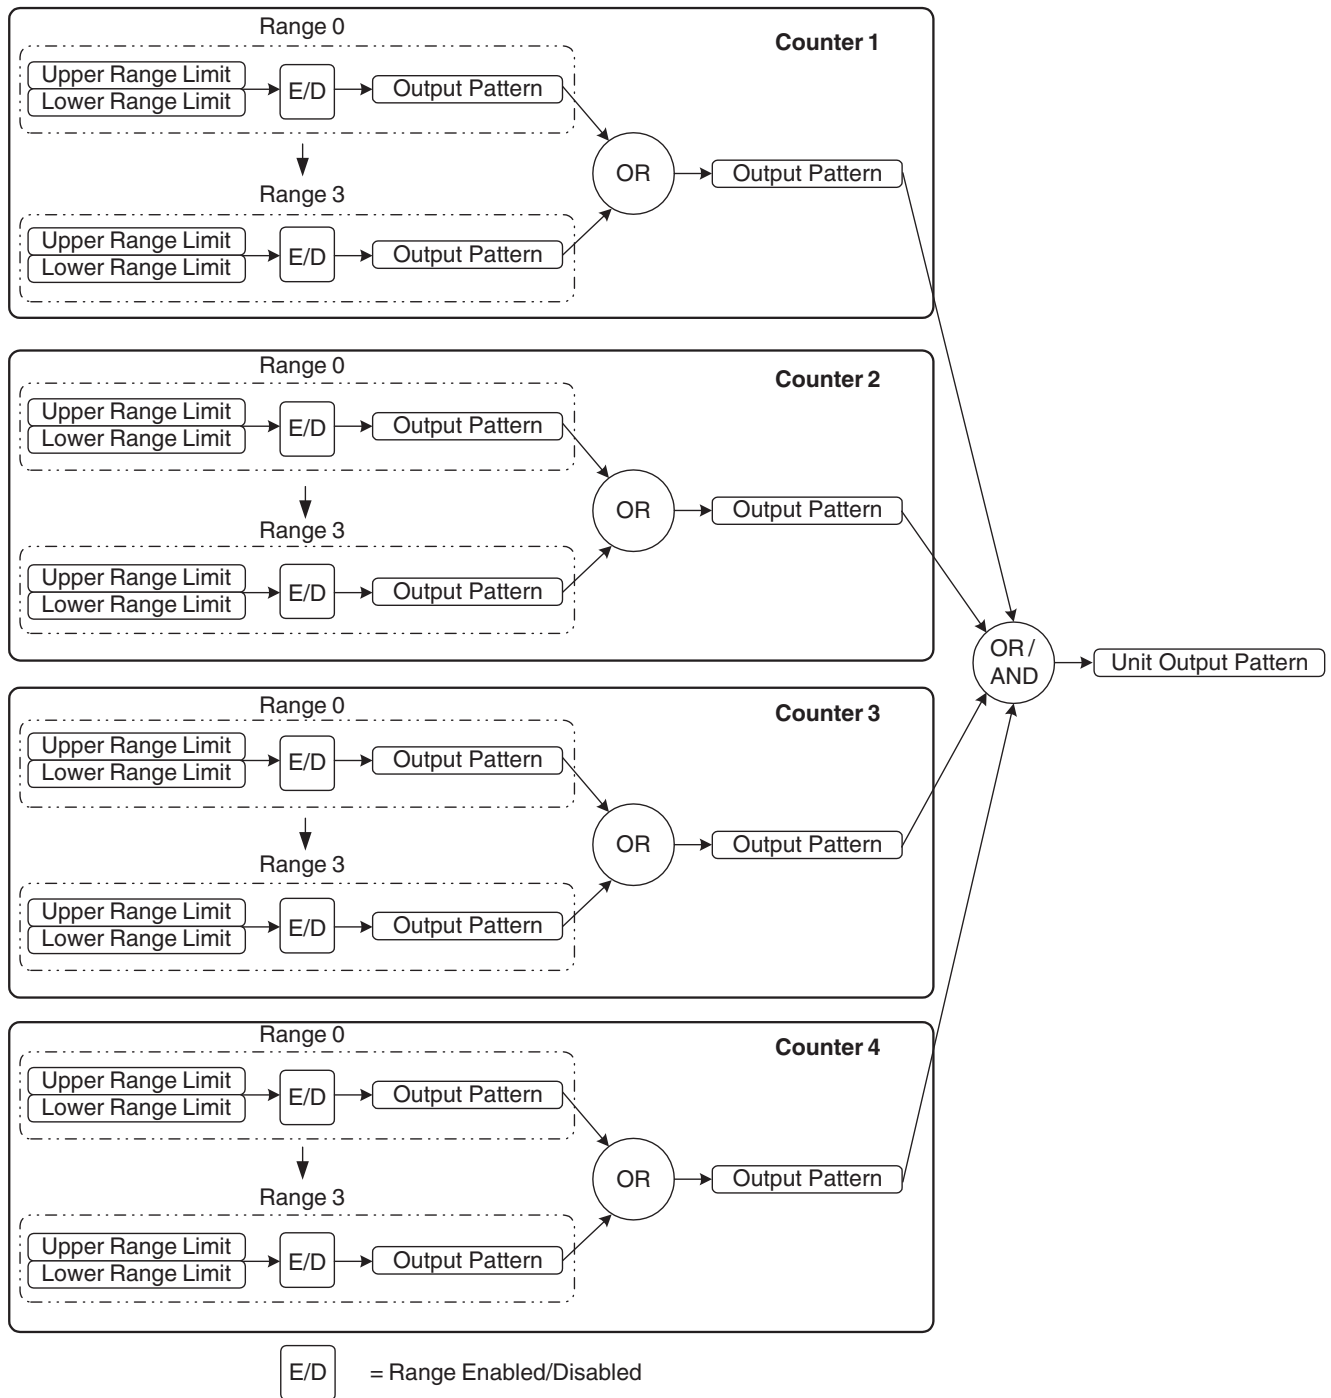 Range 0
Counter 1
Upper Range Limit
Lower Range Limit
E/D
Output Pattern
OR
Output Pattern
Range 3
Upper Range Limit
Lower Range Limit
E/D
Output Pattern
Range 0
Counter 2
Upper Range Limit
Lower Range Limit
E/D
Output Pattern
OR
Output Pattern
Range 3
Upper Range Limit
Lower Range Limit
E/D
Output Pattern
OR /
AND
Unit Output Pattern
Range 0
Counter 3
Upper Range Limit
Lower Range Limit
E/D
Output Pattern
OR
Output Pattern
Range 3
Upper Range Limit
Lower Range Limit
E/D
Output Pattern
Range 0
Counter 4
Upper Range Limit
Lower Range Limit
E/D
Output Pattern
OR
Output Pattern
Range 3
Upper Range Limit
Lower Range Limit
E/D
Output Pattern
E/D = Range Enabled/Disabled